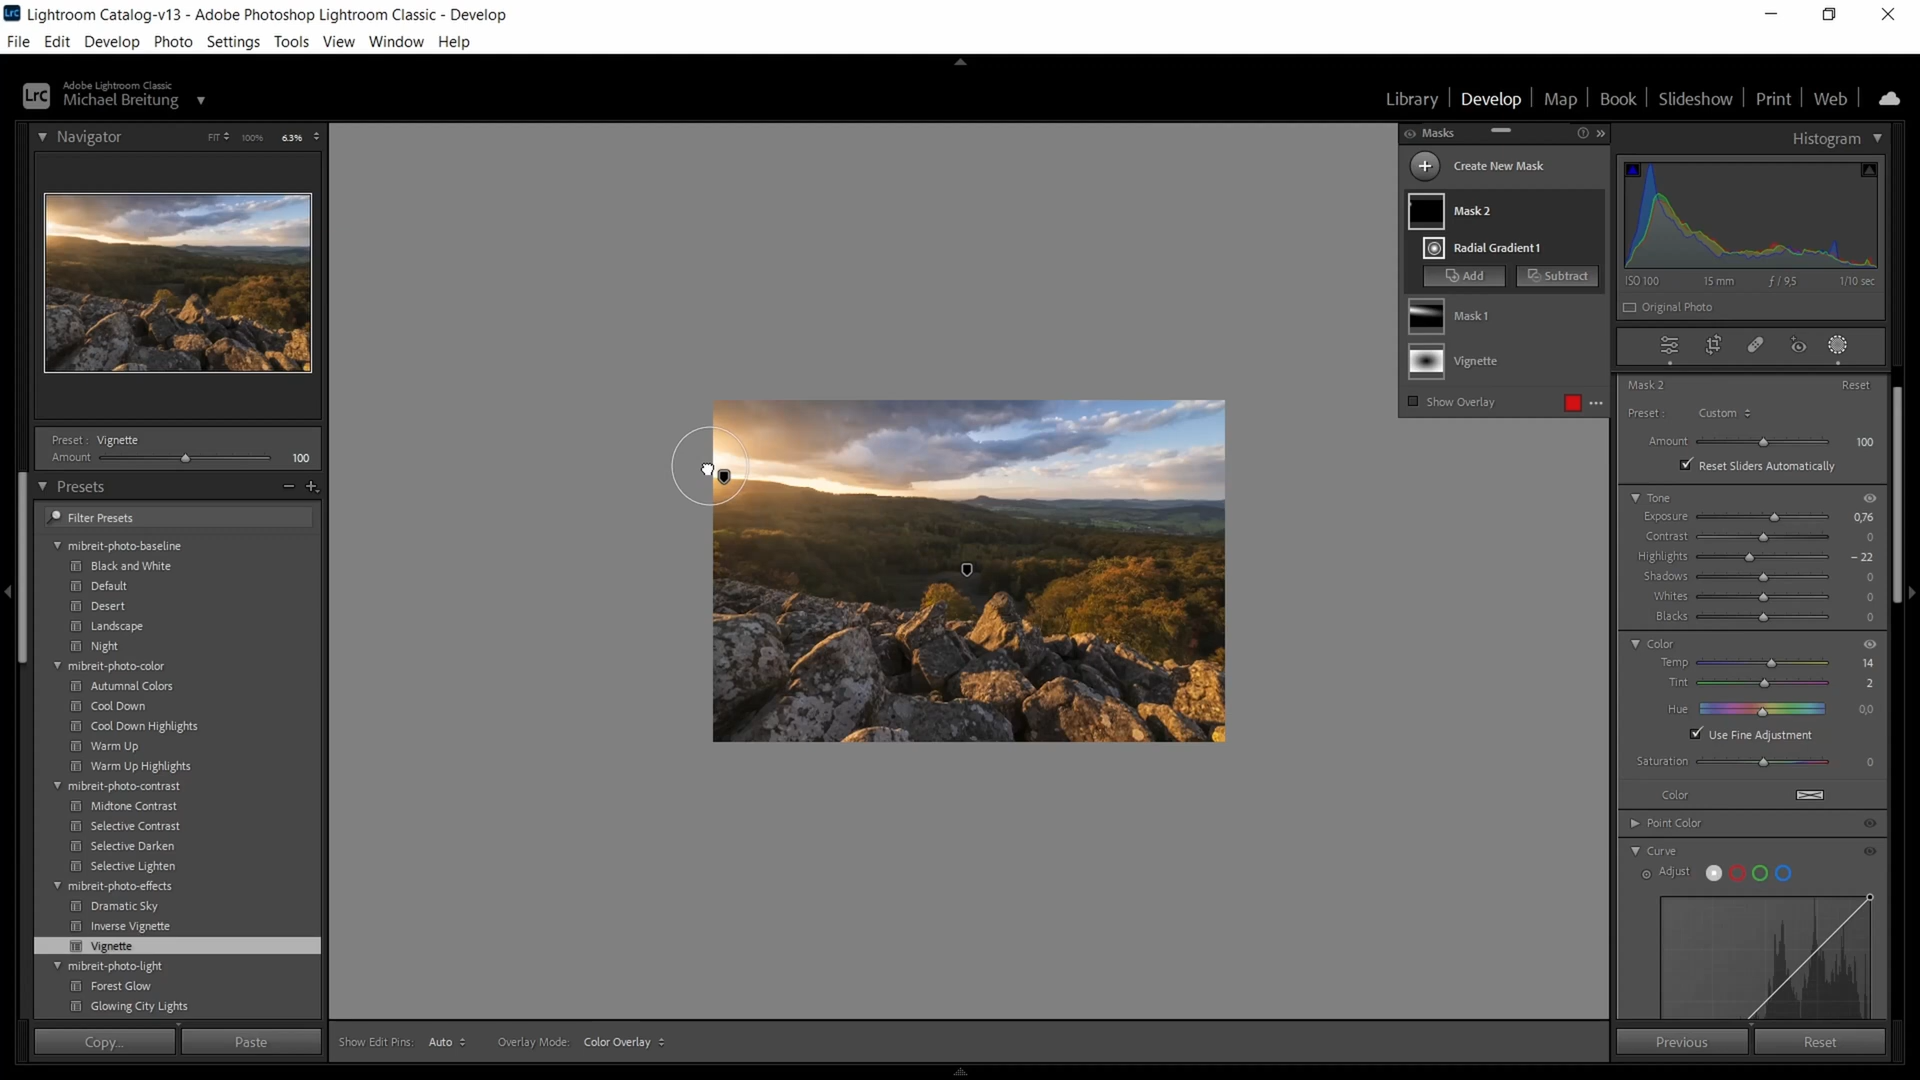 Lightroom Catalog-v13 - Adobe Photoshop Lightroom Classic - Develop
File Edit Develop Photo Settings Tools View Window Help
LrC
Adobe Lightroom Classic
Michael Breitung
Library | Develop | Map | Book | Slideshow | Print | Web
Navigator FIT 100% 6.3%
Preset : Vignette
Amount 100
Presets
Filter Presets
mibreit-photo-baseline
Black and White
Default
Desert
Landscape
Night
mibreit-photo-color
Autumnal Colors
Cool Down
Cool Down Highlights
Warm Up
Warm Up Highlights
mibreit-photo-contrast
Midtone Contrast
Selective Contrast
Selective Darken
Selective Lighten
mibreit-photo-effects
Dramatic Sky
Inverse Vignette
Vignette
mibreit-photo-light
Forest Glow
Glowing City Lights
Copy... Paste
Show Edit Pins: Auto Overlay Mode: Color Overlay
Masks
Create New Mask
Mask 2
Radial Gradient 1
Add Subtract
Mask 1
Vignette
Show Overlay
Histogram
ISO 100 15 mm ƒ / 9,5 1/10 sec
Original Photo
Mask 2 Reset
Preset : Custom
Amount 100
Reset Sliders Automatically
Tone
Exposure 0,76
Contrast 0
Highlights – 22
Shadows 0
Whites 0
Blacks 0
Color
Temp 14
Tint 2
Hue 0,0
Use Fine Adjustment
Saturation 0
Color
Point Color
Curve
Adjust
Previous Reset